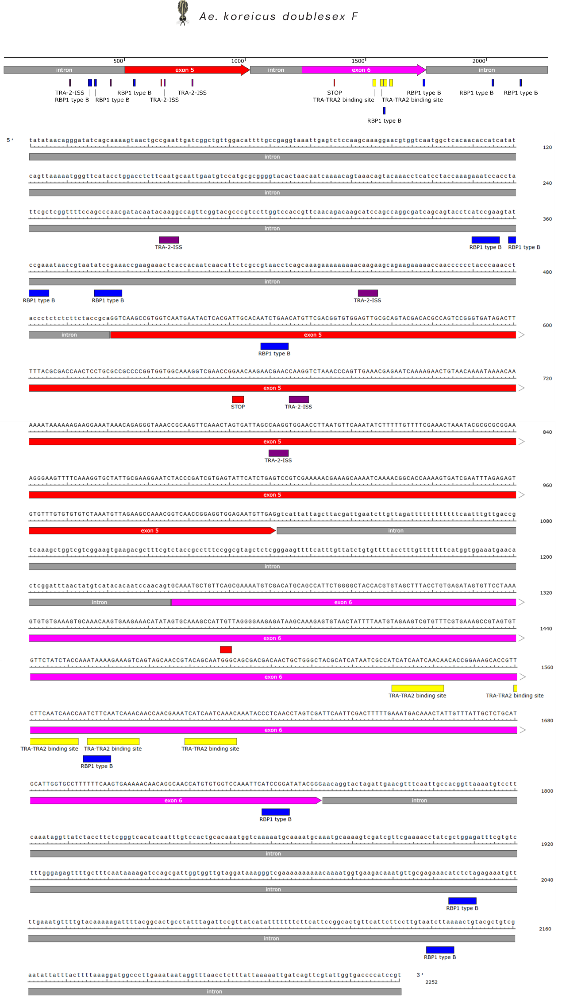 Ae. koreicus doublesex F
500 1000 1500 2000
intron exon 5 intron exon 6 intron
TRA-2-ISS RBP1 type B TRA-2-ISS STOP RBP1 type B RBP1 type B RBP1 type B
RBP1 type B RBP1 type B TRA-2-ISS TRA-TRA2 binding site TRA-TRA2 binding site
RBP1 type B
5’ tatataacagggatatcagcaaaagtaactgccgaattgatcggctgttggacattttgccgaggtaaattgagtctccaagcaaaggaacgtggtcaatggctcacaacaccatcatat
120
intron
cagttaaaaatgggttcatacctggacctcttcaatgcaattgaatgtccatgcgcggggtacactaacaatcaaaacagtaaacagtacaaacctcatcctaccaaagaaatccaccta
240
intron
ttcgctcggttttccagcccaacgatacaatacaaggccagttcggtacgcccgtccttggtccaccgttcaacagacaagcatccagccaggcgatcagcagtacctcatccgaagtat
360
intron
TRA-2-ISS RBP1 type B RBP1 type B
ccgaaataaccgtaatatccgaaaccgaagaaactcaccacaatcaacattctcgccgtaacctcagcaaagaaaaaaaaacaagaagcagaagaaaaaccaacccccctacccaaacct
480
intron
RBP1 type B RBP1 type B TRA-2-ISS
accctctctcttctaccgcaGGTCAAGCCGTGGTCAATGAATACTCACGATTGCACAATCTGAACATGTTCGACGGTGTGGAGTTGCGCAGTACGACACGCCAGTCCGGGTGATAGACTT
600
intron exon 5
RBP1 type B
TTTACGCGACCAACTCCTGCGCCGCCCCGGTGGTGGCAAAGGTCGAACCGGAACAAGAACGAACCAAGGTCTAAACCCAGTTGAAACGAGAATCAAAAGAACTGTAACAAAATAAAACAA
720
exon 5
STOP TRA-2-ISS
AAAATAAAAAAGAAGGAAATAAACAGAGGGTAAACCGCAAGTTCAAACTAGTGATTAGCCAAGGTGGAACCTTAATGTTCAAATATCTTTTTGTTTTCGAAACTAAATACGCGCGCGGAA
840
exon 5
TRA-2-ISS
AGGGAAGTTTTCAAAGGTGCTATTGCGAAGGAATCTACCCGATCGTGAGTATTCATCTGAGTCCGTCGAAAAACGAAAGCAAAATCAAAACGGCACCAAAAGTGATCGAATTTAGAGAGT
960
exon 5
GTGTTTGTGTGTGTCTAAATGTTAGAAGCCAAACGGTCAACCGGAGGTGGAGAATGTTGAGgtcattattagcttacgattgaatcttgttagatttttttttttttcaatttgttgaccg
1080
exon 5 intron
tcaaagctggtcgtcggaagtgaagacgctttcgtctaccgcctttccggcgtagctctcgggaagttttcatttgttatctgtgttttacctttgtttttttcatggtggaaatgaaca
1200
intron
ctcggatttaactatgtcatacacaatccaacagtGCAAATGCTGTTCAGCGAAAATGTCGACATGCAGCCATTCTGGGGCTACCACGTGTAGCTTTACCTGTGAGATAGTGTTCCTAAA
1320
intron exon 6
GTGTGTGAAAGTGCAAACAAGTGAAGAAACATATAGTGCAAAGCCATTGTTAGGGGAAGAGATAAGCAAAGAGTGTAACTATTTTAATGTAGAAGTCGTGTTTCGTGAAAGCCGTAGTGT
1440
exon 6
GTTCTATCTACCAAATAAAAGAAAGTCAGTAGCAACCGTACAGCAATGGGCAGCGACGACAACTGCTGGGCTACGCATCATAATCGCCATCATCAATCAACAACACCGGAAAGCACCGTT
1560
exon 6
TRA-TRA2 binding site TRA-TRA2 binding site
CTTCAATCAACCAATCTTCAATCAAACAACCAACGAAATCATCAATCAAACAAATACCCTCAACCTAGTCGATTCAATTCGACTTTTTGAAATGACAAACTATTGTTTATTGCTCTGCAT
1680
exon 6
TRA-TRA2 binding site TRA-TRA2 binding site TRA-TRA2 binding site
RBP1 type B
GCATTGGTGCCTTTTTTCAAGTGAAAAACAACAGGCAACCATGTGTGGTCCAAATTCATCCGGATATACGGGaacaggtactagattgaacgtttcaattgccacggttaaaatgtcctt
1800
exon 6 intron
RBP1 type B
caaataggttatctaccttctcgggtcacatcaatttgtccactgcacaaatggtcaaaaatgcaaaatgcaaatgcaaaagtcgatcgttcgaaaacctatcgctggagatttcgtgtc
1920
intron
tttgggagagttttgctttcaataaaagatccagcgattggtggttgtaggataaagggtcgaaaaaaaaaacaaaatggtgaagacaaatgttgcgagaaacatctctagagaaatgtt
2040
intron
RBP1 type B
ttgaaatgttttgtacaaaaagattttacggcactgcctatttagattccgttatcatatttttttcttcattccggcactgttcattcttccttgtaatcttaaaactgtacgctgtcg
2160
intron
RBP1 type B
aatattatttacttttaaaggatggcccttgaaataataggtttaacctctttattaaaaattgatcagttcgtattggtgaccccatccgt 3’
2252
intron